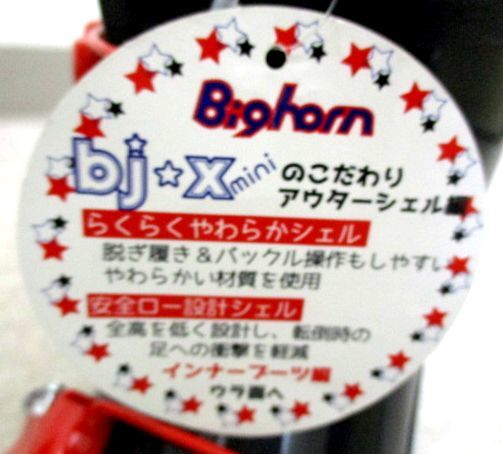 Bighorn
bj☆xmini のこだわり
アウターシェル編
らくらくやわらかシェル
脱ぎ履き＆バックル操作もしやすい
やわらかい材質を使用
安全ロー設計シェル
全高を低く設計し、転倒時の
足への衝撃を軽減
インナーブーツ編
ウラ面へ